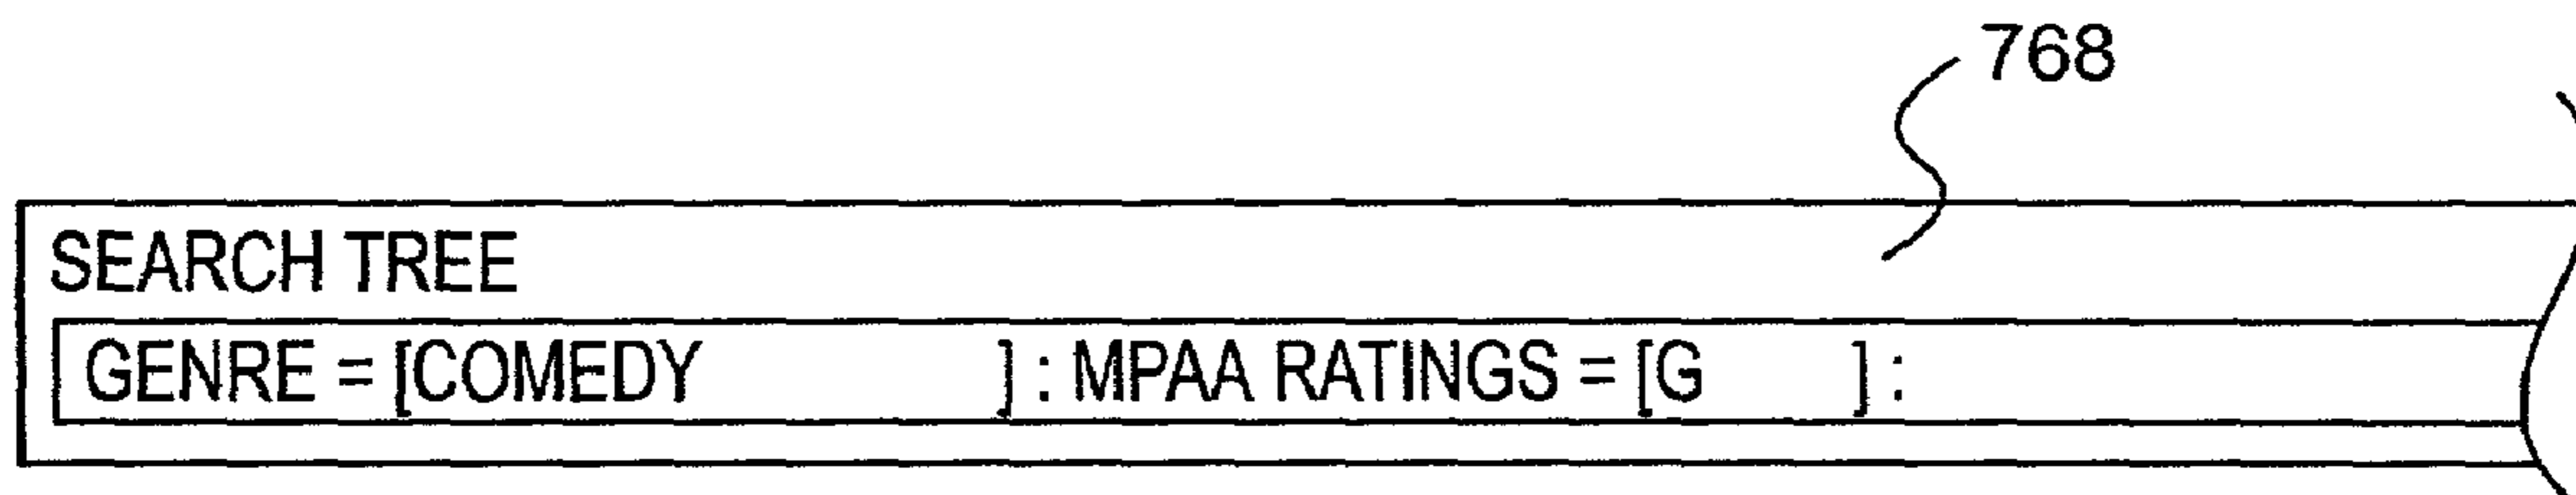 768
SEARCH TREE
GENRE = [COMEDY ] : MPAA RATINGS = [G ] :